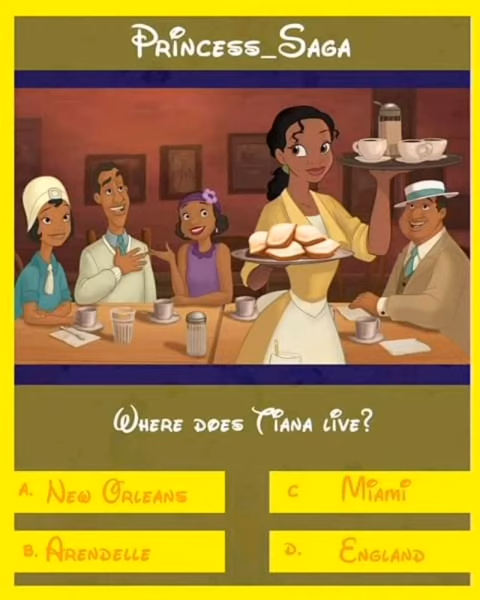 Princess_Saga
Where does Tiana live?
A. New Orleans
C Miami
B. Arendelle
D. England